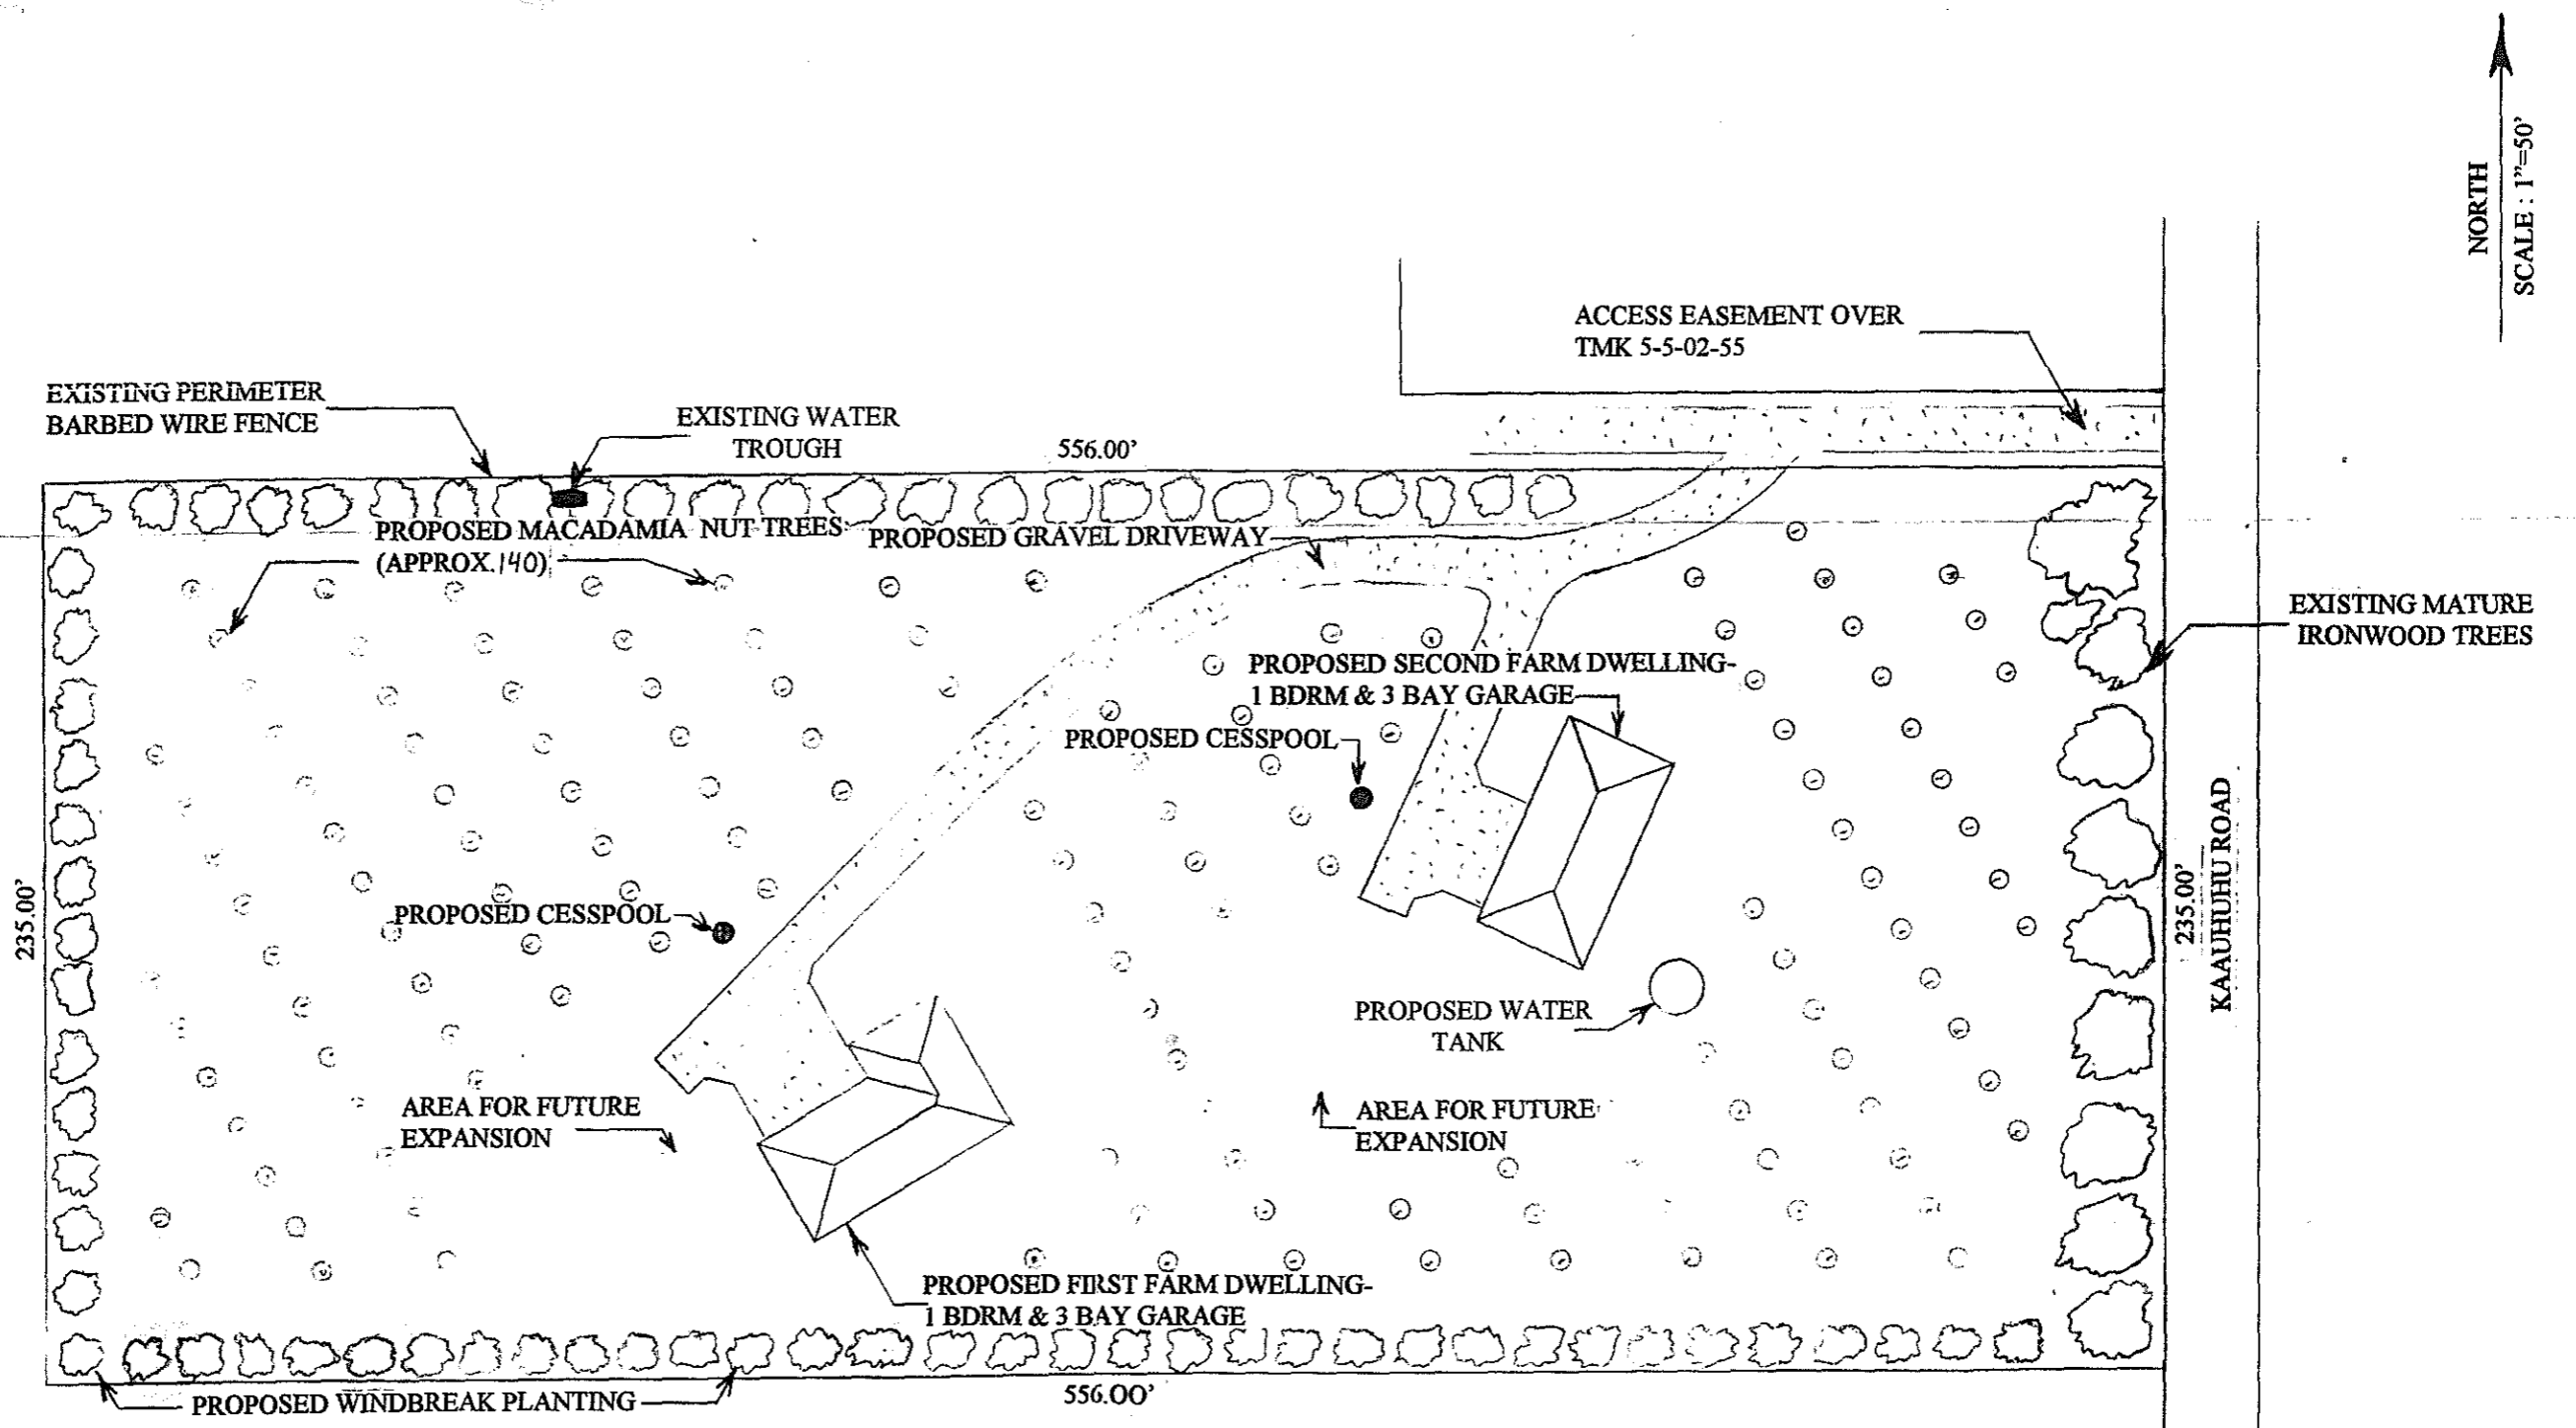 NORTH
SCALE : 1"=50'
ACCESS EASEMENT OVER
TMK 5-5-02-55
EXISTING PERIMETER
BARBED WIRE FENCE
EXISTING WATER
TROUGH
556.00'
PROPOSED MACADAMIA NUT TREES
(APPROX. 140)
PROPOSED GRAVEL DRIVEWAY
EXISTING MATURE
IRONWOOD TREES
PROPOSED SECOND FARM DWELLING-
1 BDRM & 3 BAY GARAGE
PROPOSED CESSPOOL
235.00'
PROPOSED CESSPOOL
235.00'
KAAUHUHU ROAD
PROPOSED WATER
TANK
AREA FOR FUTURE
EXPANSION
AREA FOR FUTURE
EXPANSION
PROPOSED FIRST FARM DWELLING-
1 BDRM & 3 BAY GARAGE
PROPOSED WINDBREAK PLANTING
556.00'